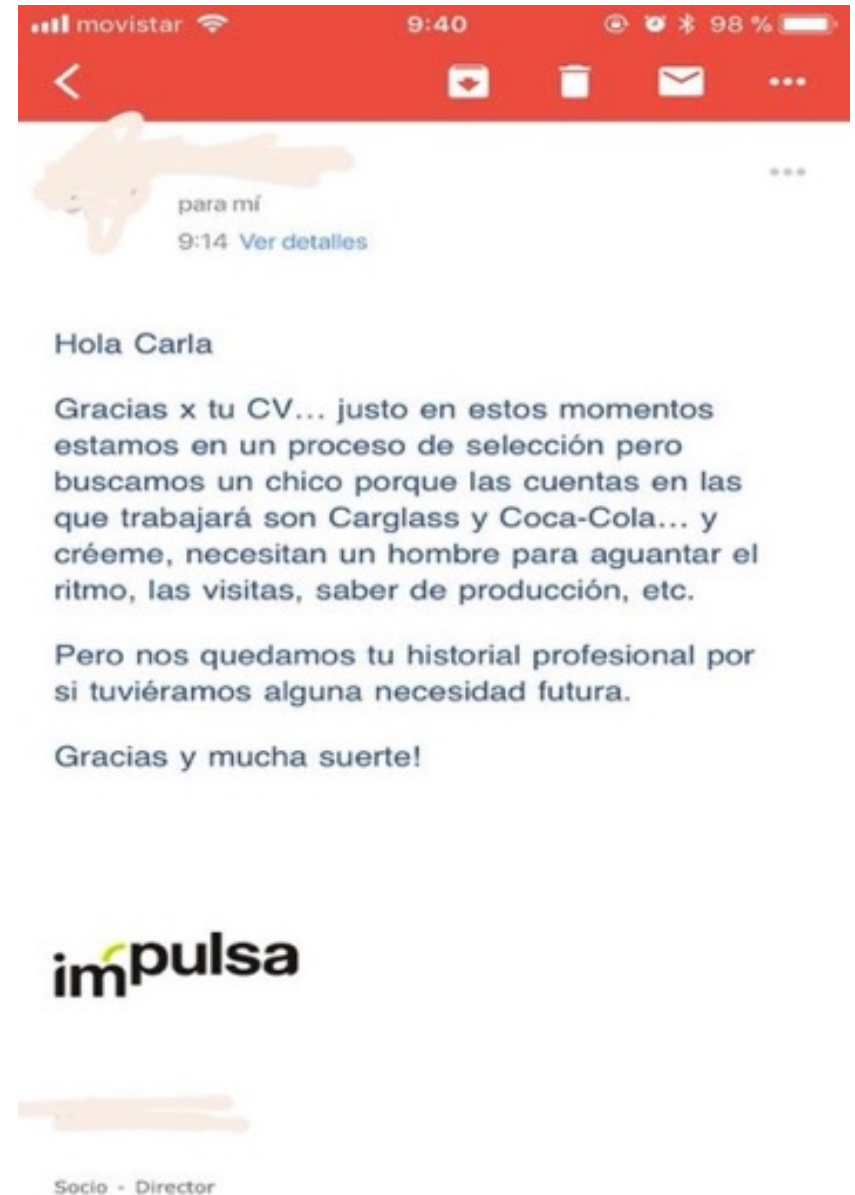 movistar 9:40 98 %
para mí
9:14 Ver detalles
Hola Carla
Gracias x tu CV... justo en estos momentos
estamos en un proceso de selección pero
buscamos un chico porque las cuentas en las
que trabajará son Carglass y Coca-Cola... y
créeme, necesitan un hombre para aguantar el
ritmo, las visitas, saber de producción, etc.
Pero nos quedamos tu historial profesional por
si tuviéramos alguna necesidad futura.
Gracias y mucha suerte!
impulsa
Socio - Director